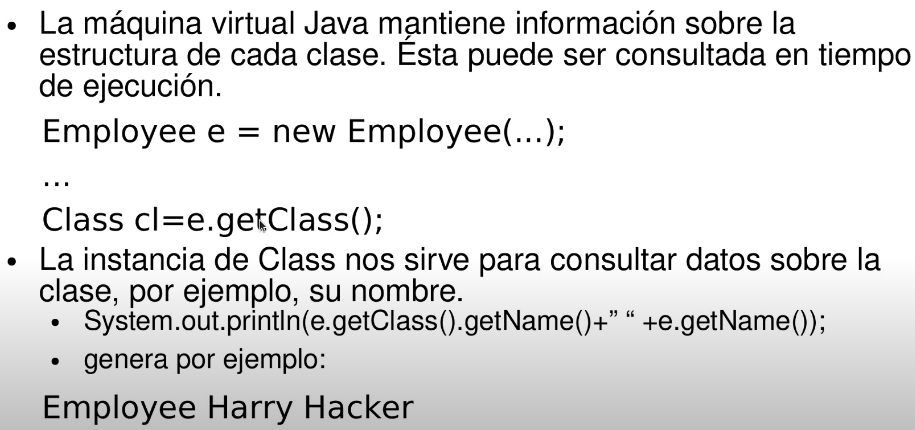 • La máquina virtual Java mantiene información sobre la
estructura de cada clase. Ésta puede ser consultada en tiempo
de ejecución.
Employee e = new Employee(...);
...
Class cl=e.getClass();
• La instancia de Class nos sirve para consultar datos sobre la
clase, por ejemplo, su nombre.
• System.out.println(e.getClass().getName()+” “ +e.getName());
• genera por ejemplo:
Employee Harry Hacker